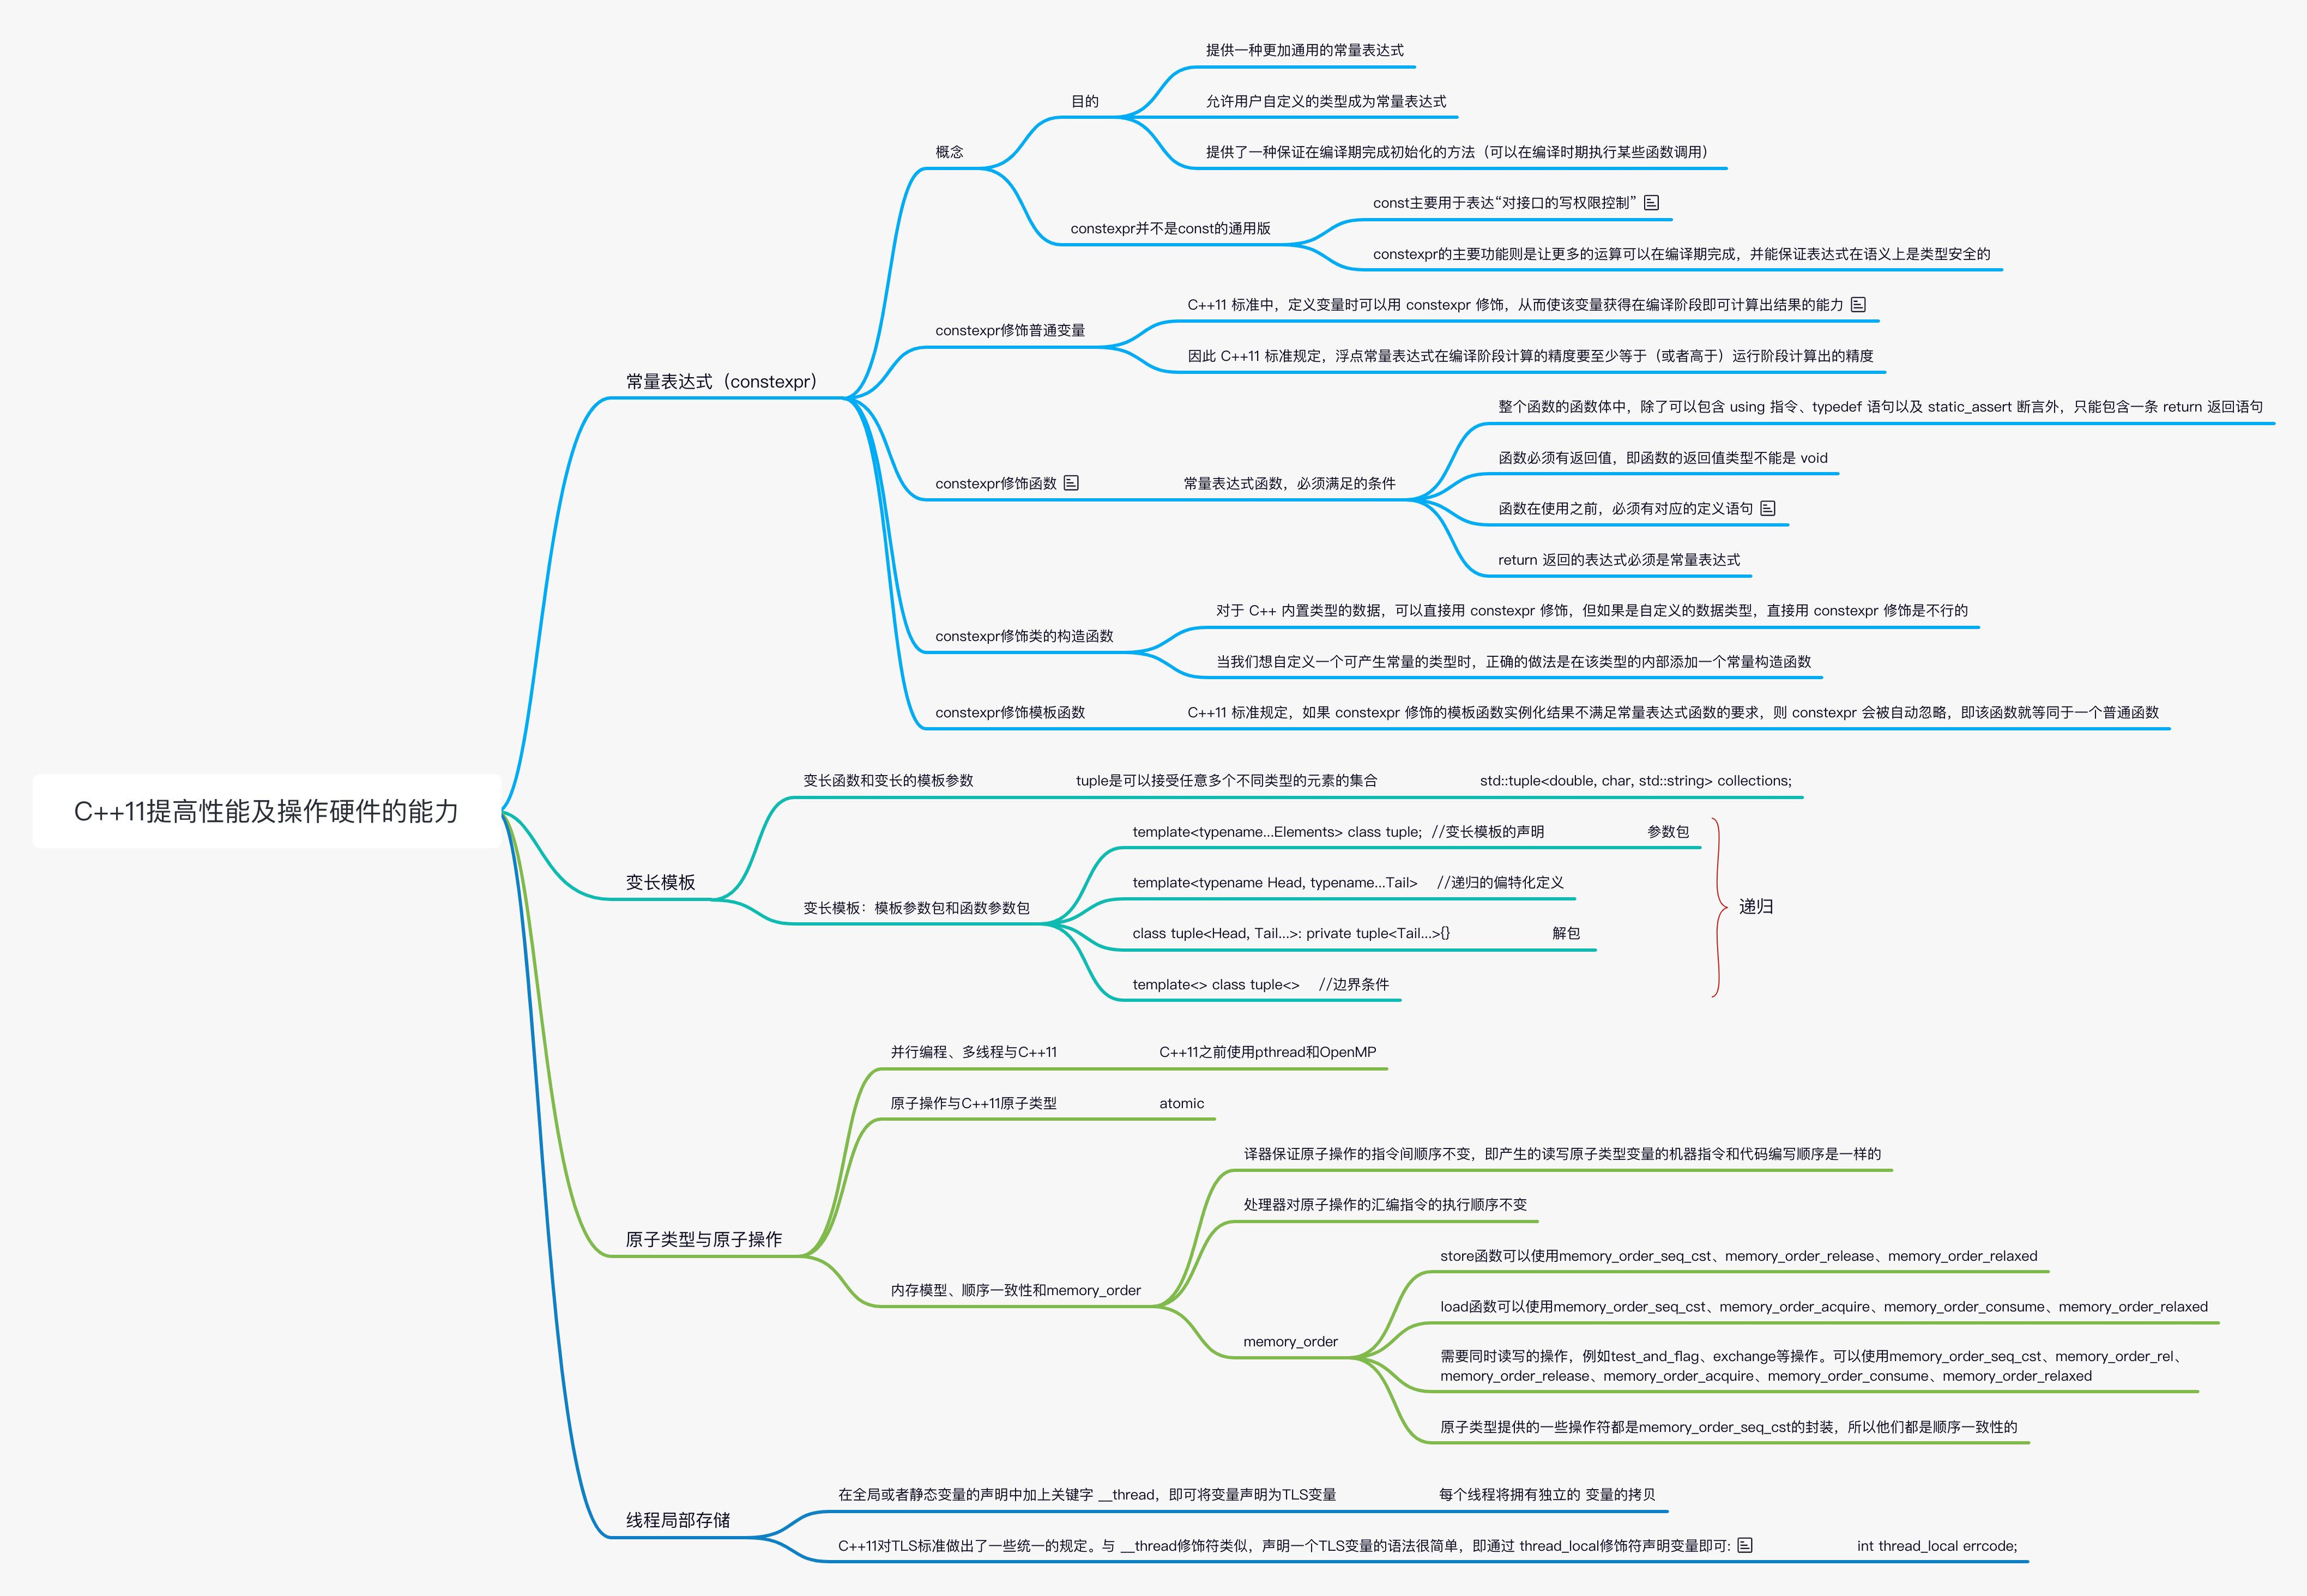 C++11提高性能及操作硬件的能力
常量表达式（constexpr）
概念
目的
提供一种更加通用的常量表达式
允许用户自定义的类型成为常量表达式
提供了一种保证在编译期完成初始化的方法（可以在编译时期执行某些函数调用）
constexpr并不是const的通用版
const主要用于表达“对接口的写权限控制”
constexpr的主要功能则是让更多的运算可以在编译期完成，并能保证表达式在语义上是类型安全的
constexpr修饰普通变量
C++11 标准中，定义变量时可以用 constexpr 修饰，从而使该变量获得在编译阶段即可计算出结果的能力
因此 C++11 标准规定，浮点常量表达式在编译阶段计算的精度要至少等于（或者高于）运行阶段计算出的精度
constexpr修饰函数
常量表达式函数，必须满足的条件
整个函数的函数体中，除了可以包含 using 指令、typedef 语句以及 static_assert 断言外，只能包含一条 return 返回语句
函数必须有返回值，即函数的返回值类型不能是 void
函数在使用之前，必须有对应的定义语句
return 返回的表达式必须是常量表达式
constexpr修饰类的构造函数
对于 C++ 内置类型的数据，可以直接用 constexpr 修饰，但如果是自定义的数据类型，直接用 constexpr 修饰是不行的
当我们想自定义一个可产生常量的类型时，正确的做法是在该类型的内部添加一个常量构造函数
constexpr修饰模板函数
C++11 标准规定，如果 constexpr 修饰的模板函数实例化结果不满足常量表达式函数的要求，则 constexpr 会被自动忽略，即该函数就等同于一个普通函数
变长模板
变长函数和变长的模板参数
tuple是可以接受任意多个不同类型的元素的集合
std::tuple<double, char, std::string> collections;
变长模板：模板参数包和函数参数包
template<typename...Elements> class tuple;  //变长模板的声明
参数包
template<typename Head, typename...Tail>    //递归的偏特化定义
class tuple<Head, Tail...>: private tuple<Tail...>{}
解包
template<> class tuple<>    //边界条件
递归
原子类型与原子操作
并行编程、多线程与C++11
C++11之前使用pthread和OpenMP
原子操作与C++11原子类型
atomic
内存模型、顺序一致性和memory_order
译器保证原子操作的指令间顺序不变，即产生的读写原子类型变量的机器指令和代码编写顺序是一样的
处理器对原子操作的汇编指令的执行顺序不变
memory_order
store函数可以使用memory_order_seq_cst、memory_order_release、memory_order_relaxed
load函数可以使用memory_order_seq_cst、memory_order_acquire、memory_order_consume、memory_order_relaxed
需要同时读写的操作，例如test_and_flag、exchange等操作。可以使用memory_order_seq_cst、memory_order_rel、
memory_order_release、memory_order_acquire、memory_order_consume、memory_order_relaxed
原子类型提供的一些操作符都是memory_order_seq_cst的封装，所以他们都是顺序一致性的
线程局部存储
在全局或者静态变量的声明中加上关键字 __thread，即可将变量声明为TLS变量
每个线程将拥有独立的 变量的拷贝
C++11对TLS标准做出了一些统一的规定。与 __thread修饰符类似，声明一个TLS变量的语法很简单，即通过 thread_local修饰符声明变量即可:
int thread_local errcode;